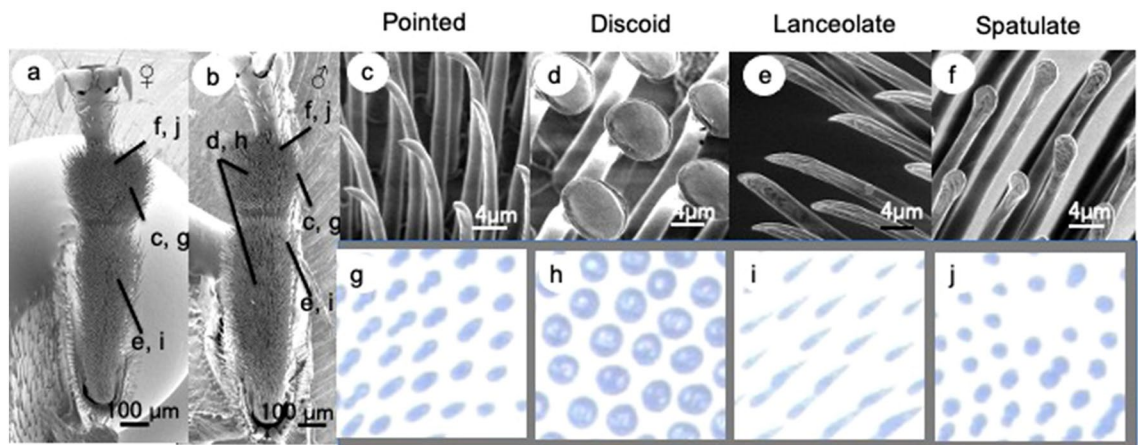 Pointed Discoid Lanceolate Spatulate
a ♀ b ♂ c d e f
f, j
f, j
d, h
c, g
c, g
e, i
e, i
4µm 4µm 4µm 4µm
g h i j
100 µm 100 µm